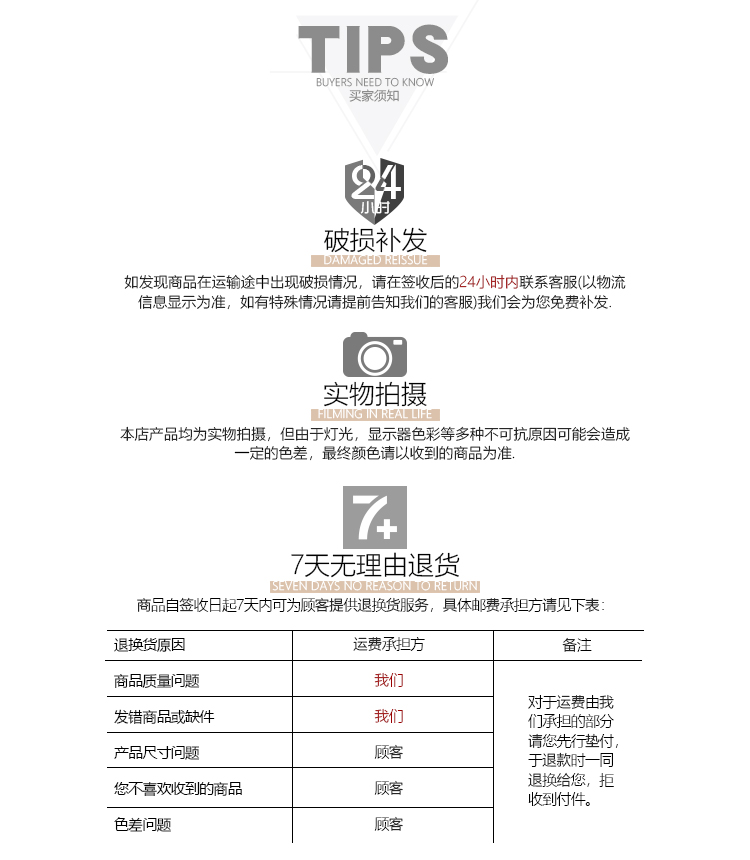 TIPS
BUYERS NEED TO KNOW
买家须知
24
小时
破损补发
DAMAGED REISSUE
如发现商品在运输途中出现破损情况，请在签收后的24小时内联系客服(以物流
信息显示为准，如有特殊情况请提前告知我们的客服)我们会为您免费补发.
实物拍摄
FILMING IN REAL LIFE
本店产品均为实物拍摄，但由于灯光，显示器色彩等多种不可抗原因可能会造成
一定的色差，最终颜色请以收到的商品为准.
7+
7天无理由退货
SEVEN DAYS NO REASON TO RETURN
商品自签收日起7天内可为顾客提供退换货服务，具体邮费承担方请见下表：
退换货原因 运费承担方 备注
商品质量问题 我们
发错商品或缺件 我们
产品尺寸问题 顾客
您不喜欢收到的商品 顾客
色差问题 顾客
对于运费由我
们承担的部分
请您先行垫付，
于退款时一同
退换给您，拒
收到付件。